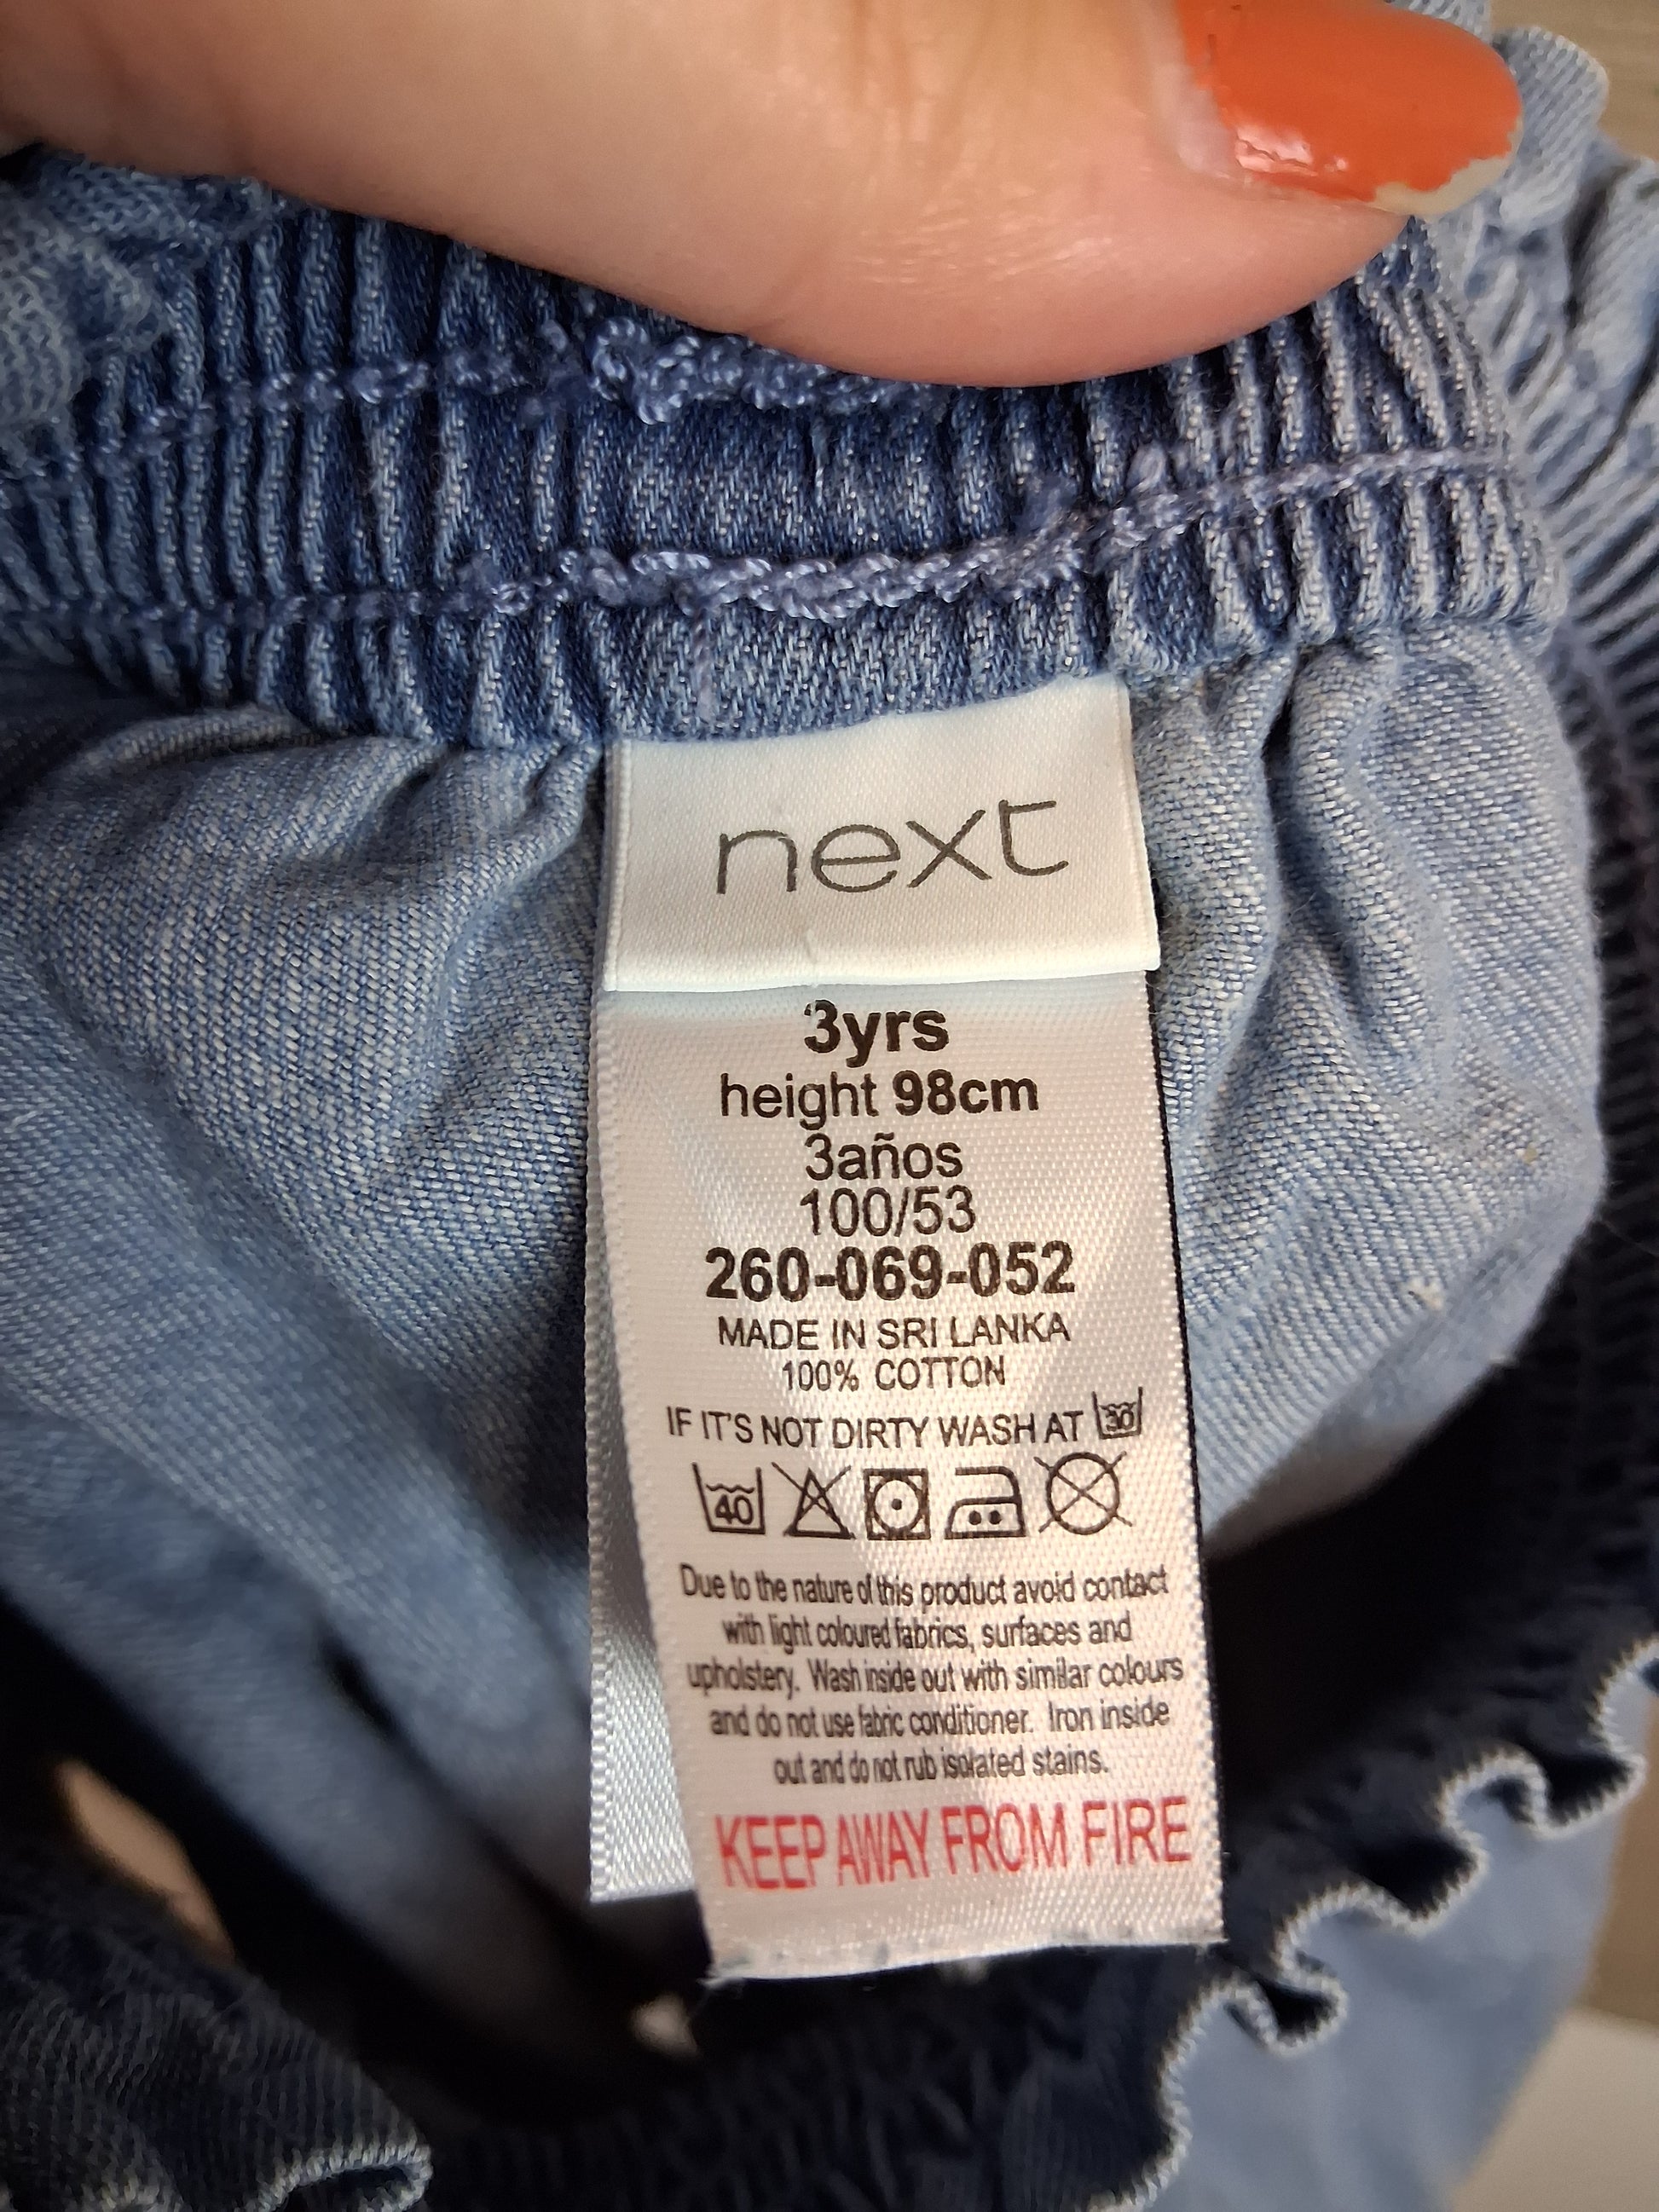 next
3yrs
height 98cm
3años
100/53
260-069-052
MADE IN SRI LANKA
100% COTTON
IF IT'S NOT DIRTY WASH AT 30
40
Due to the nature of this product avoid contact
with light coloured fabrics, surfaces and
upholstery. Wash inside out with similar colours
and do not use fabric conditioner. Iron inside
out and do not rub isolated stains.
KEEP AWAY FROM FIRE